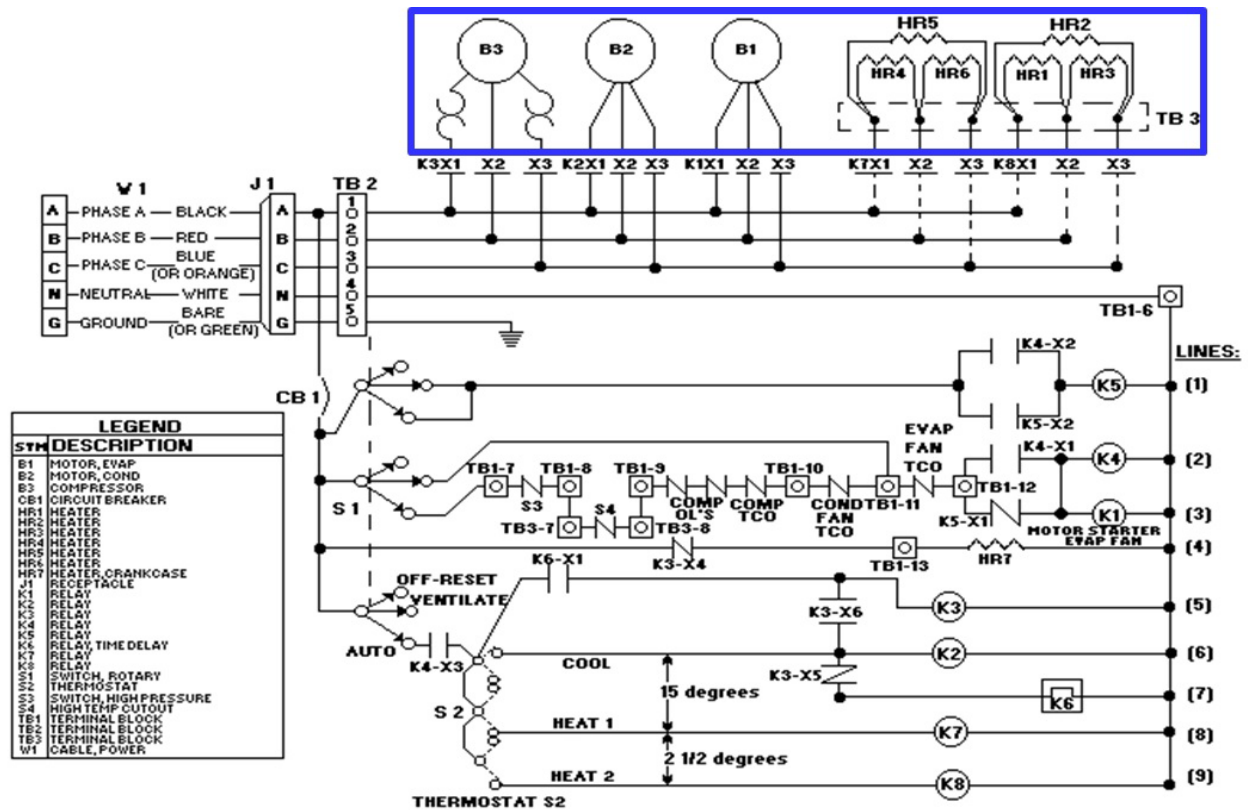 HR5
HR2
B3
B2
B1
HR4
HR6
HR1
HR3
TB 3
K3X1 X2 X3 K2X1 X2 X3 K1X1 X2 X3 K7X1 X2 X3 K8X1 X2 X3
W 1
J 1
TB 2
A PHASE A BLACK A 1
B PHASE B RED B 2
C PHASE C BLUE (OR ORANGE) C 3
N NEUTRAL WHITE N 4
G GROUND BARE (OR GREEN) G 5
TB1-6
LINES:
CB 1
K4-X2
K5
(1)
K5-X2
EVAP FAN TCO
K4-X1
K4
(2)
S 1
TB1-7
TB1-8
TB1-9
TB1-10
TB1-11
TB1-12
S3
S4
TB3-7
TB3-8
COMP OL'S
COMP TCO
COND FAN TCO
K5-X1
K1
(3)
MOTOR STARTER
EVAP FAN
K3-X4
TB1-13
HR7
(4)
OFF-RESET
VENTILATE
AUTO
K6-X1
K4-X3
K3-X6
K3
(5)
COOL
K2
(6)
K3-X5
15 degrees
K6
(7)
S 2
HEAT 1
K7
(8)
2 1/2 degrees
HEAT 2
K8
(9)
THERMOSTAT S2
LEGEND
SYM DESCRIPTION
B1 MOTOR, EVAP
B2 MOTOR, COND
B3 COMPRESSOR
CB1 CIRCUIT BREAKER
HR1 HEATER
HR2 HEATER
HR3 HEATER
HR4 HEATER
HR5 HEATER
HR6 HEATER
HR7 HEATER, CRANKCASE
J1 RECEPTACLE
K1 RELAY
K2 RELAY
K3 RELAY
K4 RELAY
K5 RELAY
K6 RELAY, TIME DELAY
K7 RELAY
K8 RELAY
S1 SWITCH, ROTARY
S2 THERMOSTAT
S3 SWITCH, HIGH PRESSURE
S4 HIGH TEMP CUTOUT
TB1 TERMINAL BLOCK
TB2 TERMINAL BLOCK
TB3 TERMINAL BLOCK
W1 CABLE, POWER